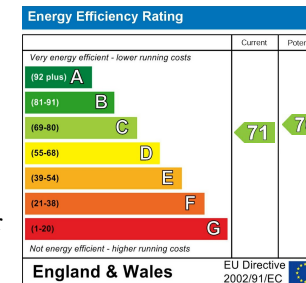 Energy Efficiency Rating
Current
Very energy efficient - lower running costs
(92 plus) A
(81-91) B
(69-80) C
71
(55-68) D
(39-54) E
(21-38) F
(1-20) G
Not energy efficient - higher running costs
England & Wales
EU Directive
2002/91/EC